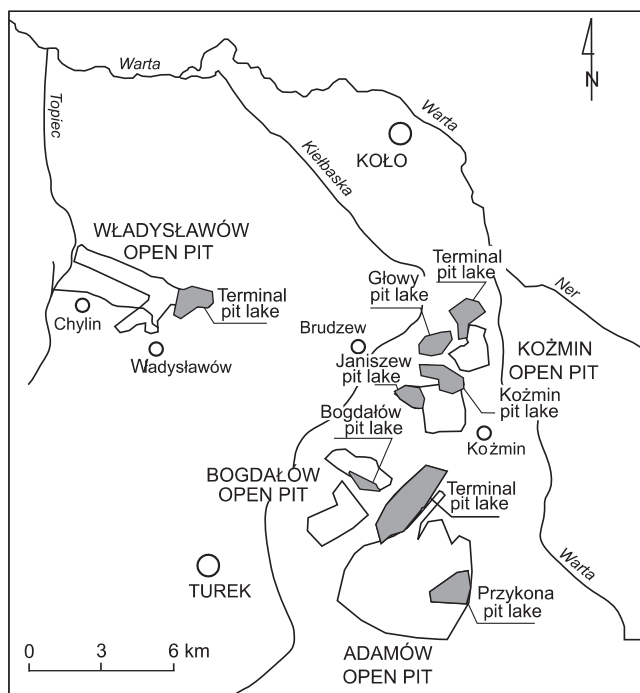 Warta
N
Topiec
Warta
KOŁO
Kiełbaska
WŁADYSŁAWÓW
OPEN PIT
Terminal
pit lake
Głowy
pit lake
Ner
Terminal
pit lake
Chylin
Brudzew
Władysławów
KOŹMIN
OPEN PIT
Janiszew
pit lake
Koźmin
pit lake
Bogdałów
pit lake
Koźmin
BOGDAŁÓW
OPEN PIT
Terminal
pit lake
Warta
TUREK
Przykona
pit lake
0 3 6 km
ADAMÓW
OPEN PIT